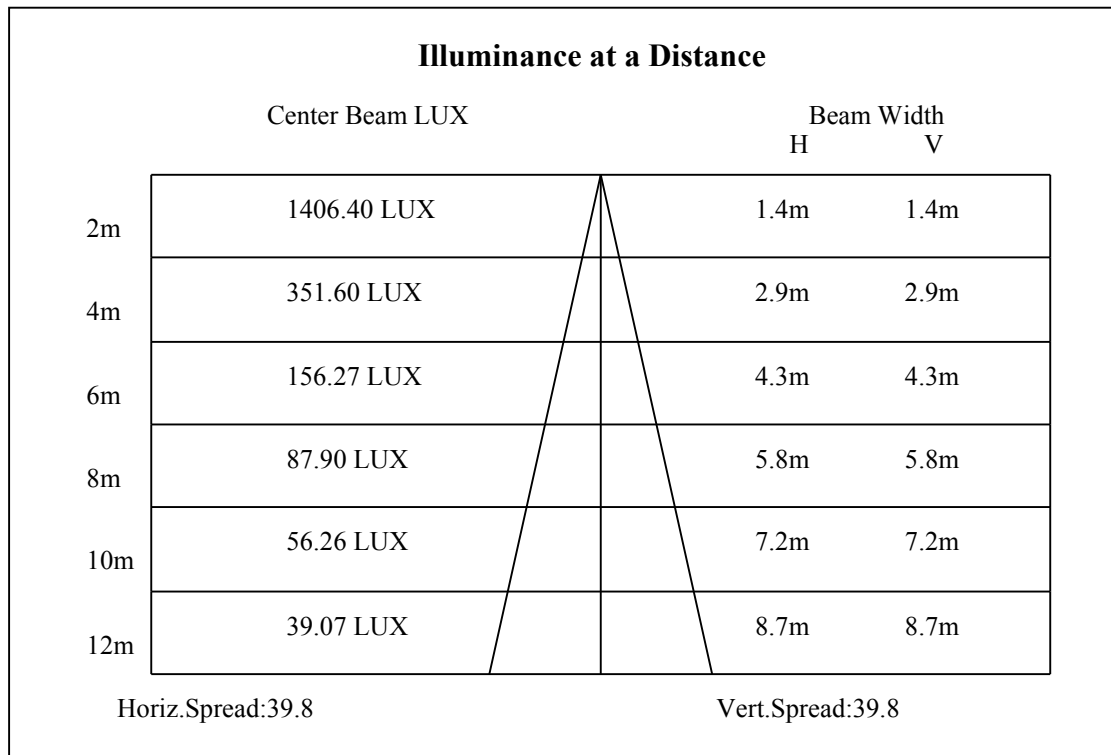 Illuminance at a Distance
Center Beam LUX Beam Width
H V
2m 1406.40 LUX 1.4m 1.4m
4m 351.60 LUX 2.9m 2.9m
6m 156.27 LUX 4.3m 4.3m
8m 87.90 LUX 5.8m 5.8m
10m 56.26 LUX 7.2m 7.2m
12m 39.07 LUX 8.7m 8.7m
Horiz.Spread:39.8 Vert.Spread:39.8